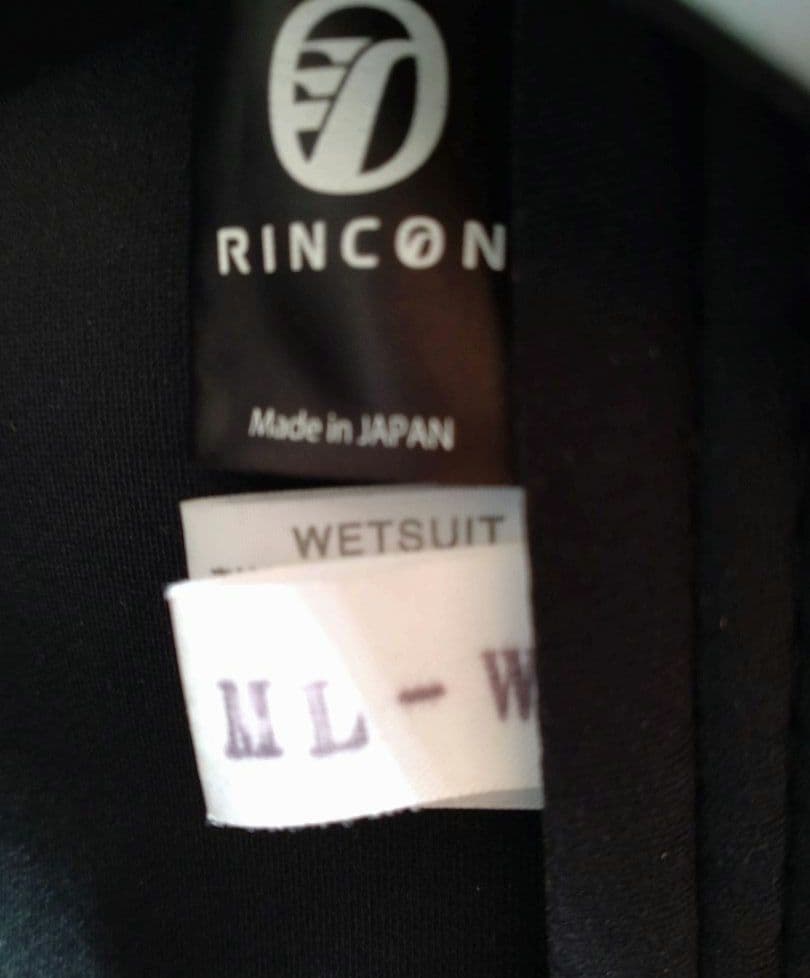 RINCON
Made in JAPAN
WETSUIT
ML - W